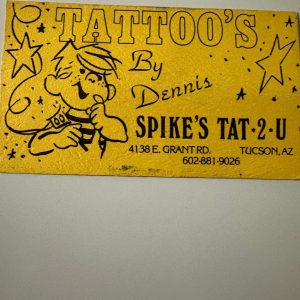 TATTOO'S
By
Dennis
SPIKE'S TAT·2·U
4138 E. GRANT RD. TUCSON, AZ
602-881-9026